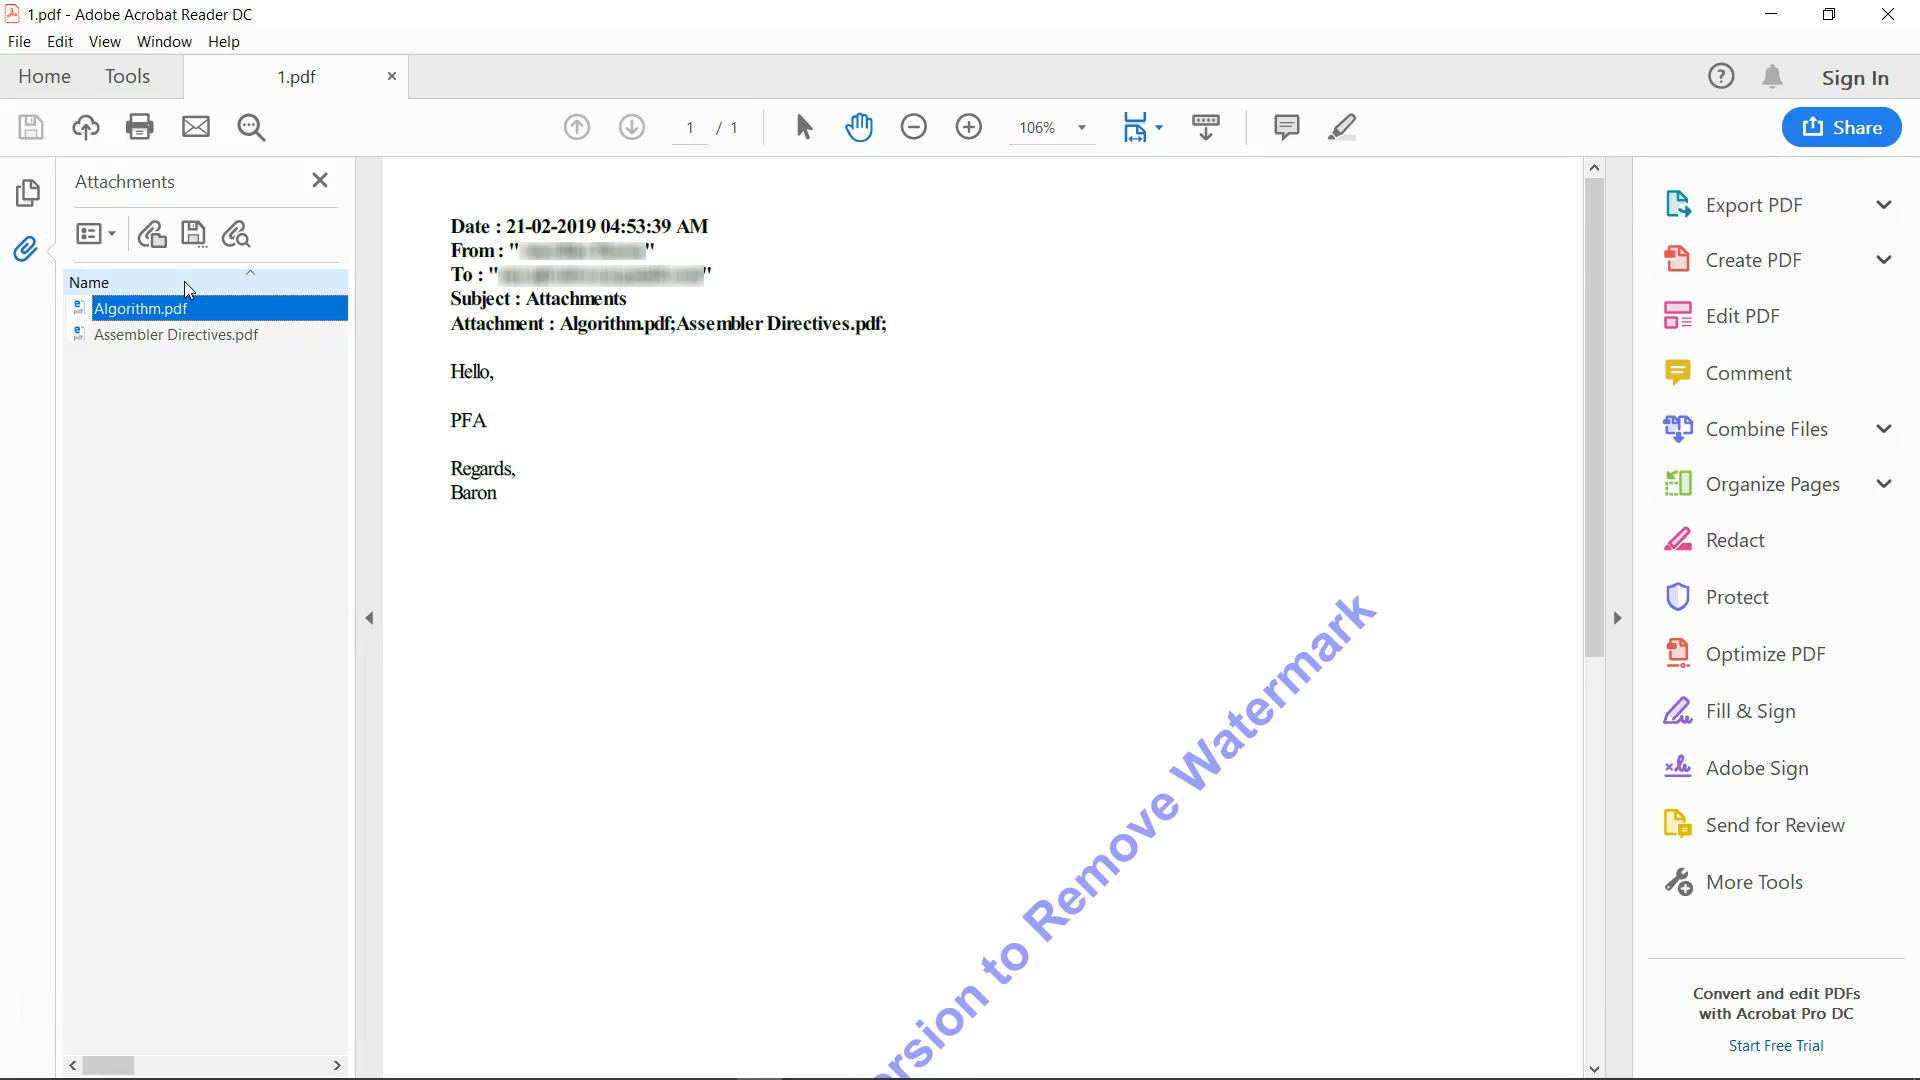 1.pdf - Adobe Acrobat Reader DC
File Edit View Window Help
Home Tools 1.pdf Sign In
1 / 1 106% Share
Attachments
Name
Algorithm.pdf
Assembler Directives.pdf
Date : 21-02-2019 04:53:39 AM
From : " "
To : " "
Subject : Attachments
Attachment : Algorithm.pdf;Assembler Directives.pdf;
Hello,
PFA
Regards,
Baron
rsion to Remove Watermark
Export PDF
Create PDF
Edit PDF
Comment
Combine Files
Organize Pages
Redact
Protect
Optimize PDF
Fill & Sign
Adobe Sign
Send for Review
More Tools
Convert and edit PDFs
with Acrobat Pro DC
Start Free Trial